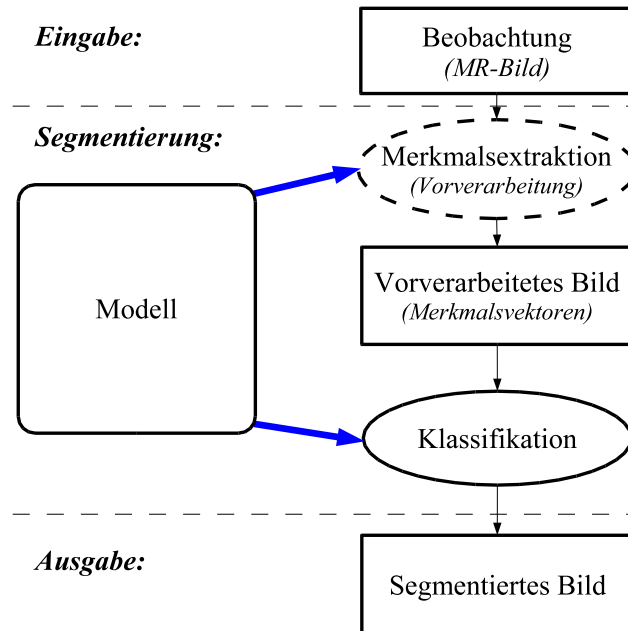 Eingabe:
Beobachtung
(MR-Bild)
Segmentierung:
Merkmalsextraktion
(Vorverarbeitung)
Modell
Vorverarbeitetes Bild
(Merkmalsvektoren)
Klassifikation
Ausgabe:
Segmentiertes Bild